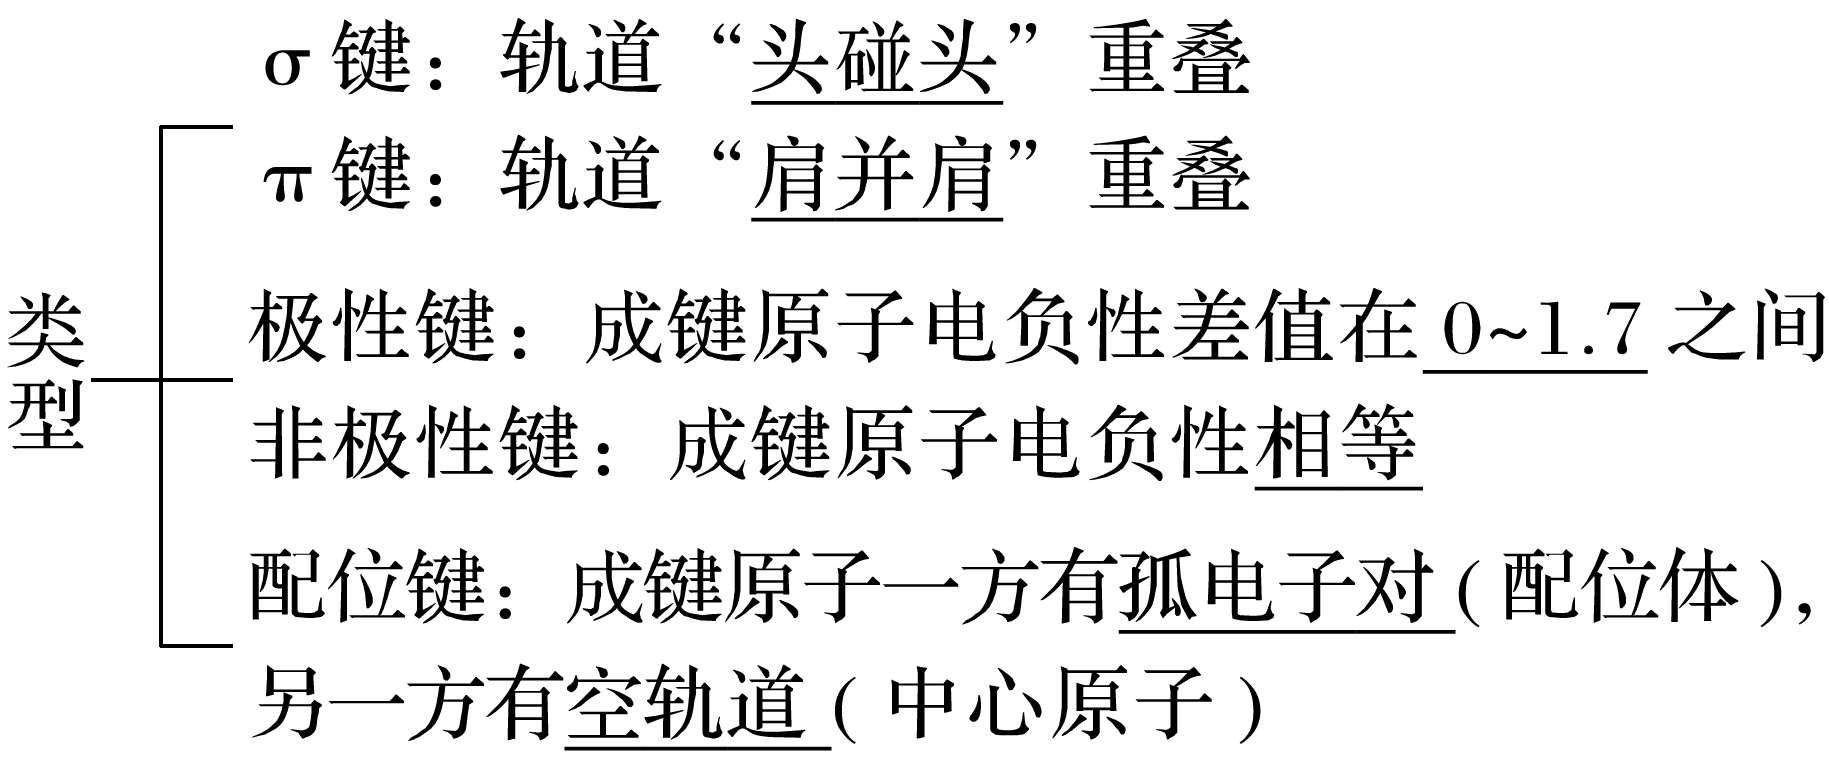 σ键：轨道“头碰头”重叠
π键：轨道“肩并肩”重叠
类型
极性键：成键原子电负性差值在0~1.7之间
非极性键：成键原子电负性相等
配位键：成键原子一方有孤电子对(配位体)，
另一方有空轨道(中心原子)